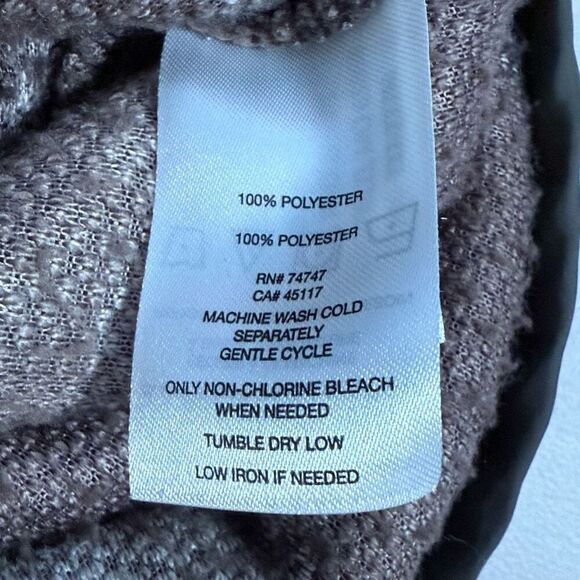 100% POLYESTER
100% POLYESTER
RN# 74747
CA# 45117
MACHINE WASH COLD
SEPARATELY
GENTLE CYCLE
ONLY NON-CHLORINE BLEACH
WHEN NEEDED
TUMBLE DRY LOW
LOW IRON IF NEEDED